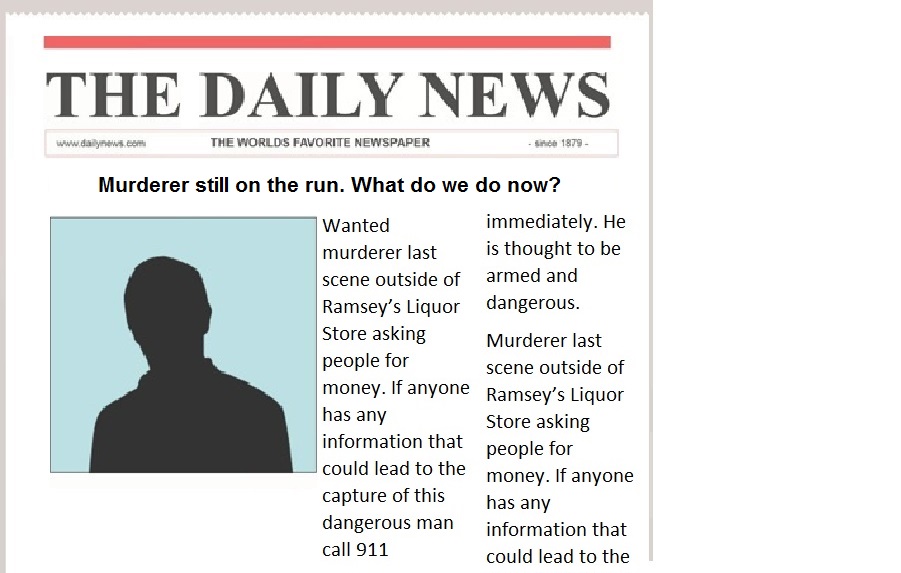 THE DAILY NEWS
www.dailynews.com THE WORLDS FAVORITE NEWSPAPER - since 1879 -
Murderer still on the run. What do we do now?
Wanted
murderer last
scene outside of
Ramsey’s Liquor
Store asking
people for
money. If anyone
has any
information that
could lead to the
capture of this
dangerous man
call 911
immediately. He
is thought to be
armed and
dangerous.
Murderer last
scene outside of
Ramsey’s Liquor
Store asking
people for
money. If anyone
has any
information that
could lead to the